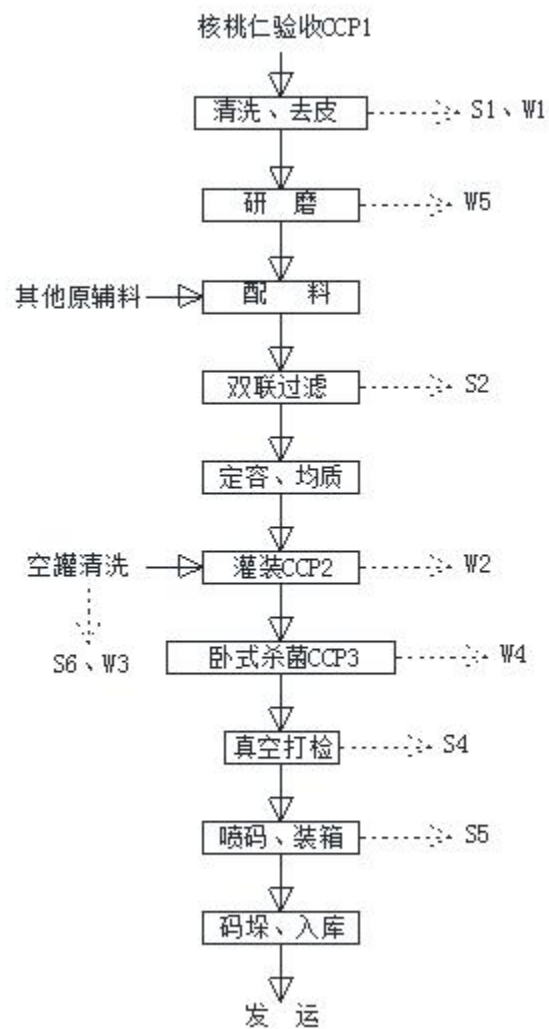 核桃仁验收CCP1
清洗、去皮
S1、W1
研 磨
W5
其他原辅料
配 料
双联过滤
S2
定容、均质
空罐清洗
灌装CCP2
W2
S6、W3
卧式杀菌CCP3
W4
真空打检
S4
喷码、装箱
S5
码垛、入库
发 运